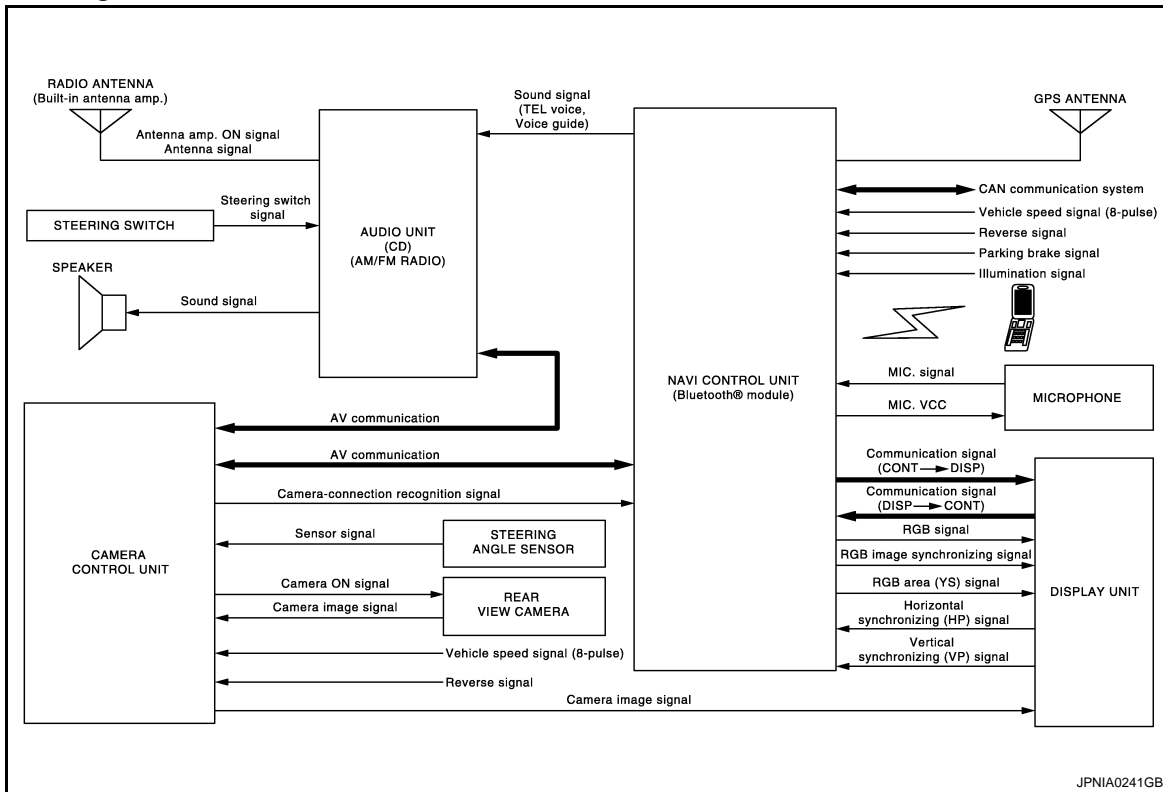 RADIO ANTENNA
(Built-in antenna amp.)
Antenna amp. ON signal
Antenna signal
Steering switch
signal
STEERING SWITCH
SPEAKER
Sound signal
AUDIO UNIT
(CD)
(AM/FM RADIO)
Sound signal
(TEL voice,
Voice guide)
NAVI CONTROL UNIT
(Bluetooth® module)
GPS ANTENNA
CAN communication system
Vehicle speed signal (8-pulse)
Reverse signal
Parking brake signal
Illumination signal
MIC. signal
MIC. VCC
MICROPHONE
Communication signal
(CONT → DISP)
Communication signal
(DISP → CONT)
RGB signal
RGB image synchronizing signal
RGB area (YS) signal
Horizontal
synchronizing (HP) signal
Vertical
synchronizing (VP) signal
DISPLAY UNIT
AV communication
AV communication
Camera-connection recognition signal
Sensor signal
STEERING
ANGLE SENSOR
CAMERA
CONTROL UNIT
Camera ON signal
Camera image signal
REAR
VIEW CAMERA
Vehicle speed signal (8-pulse)
Reverse signal
Camera image signal
JPNIA0241GB